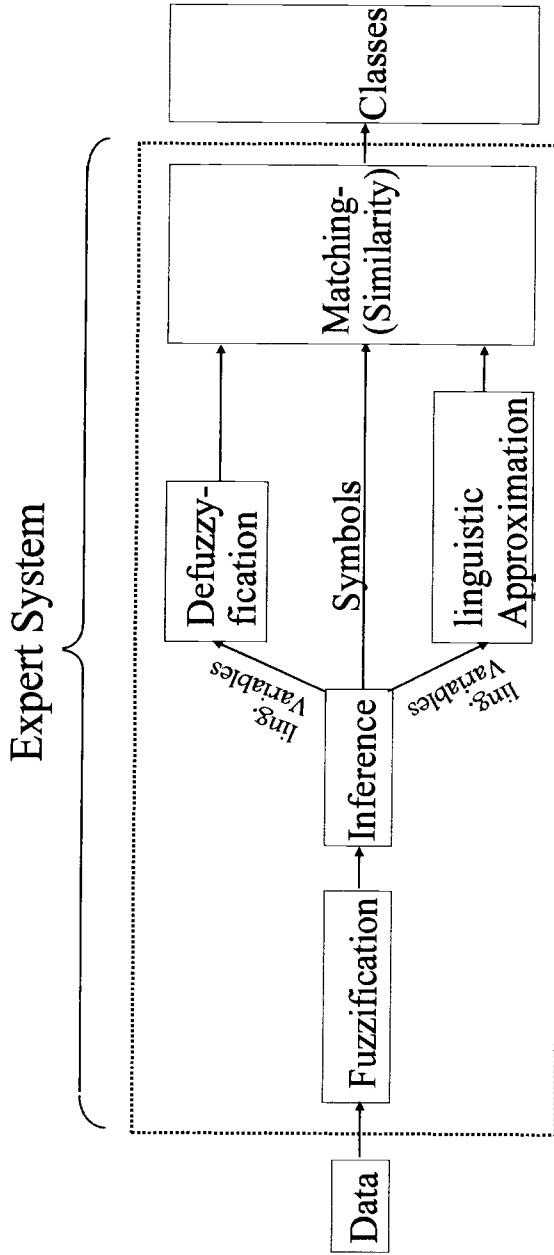 Expert System
Data
Fuzzification
Inference
ling.
Variables
Symbols
ling.
Variables
Defuzzy-
fication
linguistic
Approximation
Matching-
(Similarity)
Classes